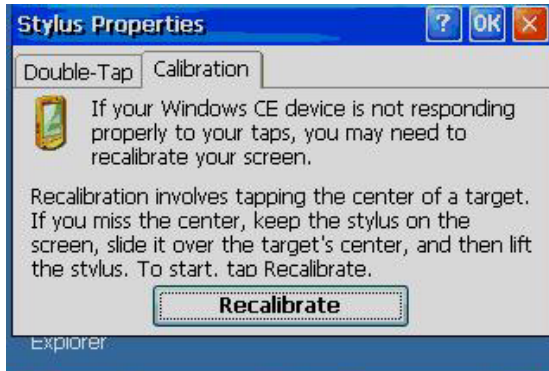 Stylus Properties
? OK ×
Double-Tap Calibration
If your Windows CE device is not responding
properly to your taps, you may need to
recalibrate your screen.
Recalibration involves tapping the center of a target.
If you miss the center, keep the stylus on the
screen, slide it over the target's center, and then lift
the stylus. To start, tap Recalibrate.
Recalibrate
Explorer